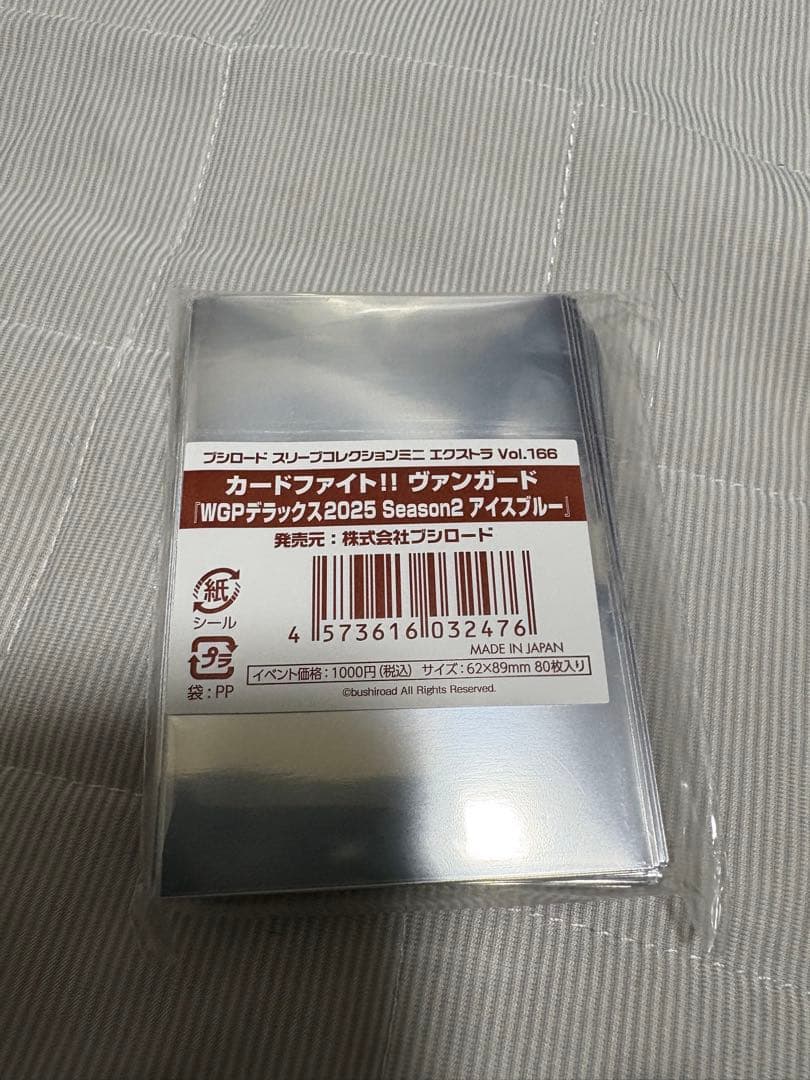 ブシロード スリーブコレクションミニ エクストラ Vol.166
カードファイト!! ヴァンガード
『WGPデラックス2025 Season2 アイスブルー』
発売元：株式会社ブシロード
紙
シール
プラ
袋：PP
4 573616 032476
MADE IN JAPAN
イベント価格：1000円(税込) サイズ：62×89mm 80枚入り
©bushiroad All Rights Reserved.